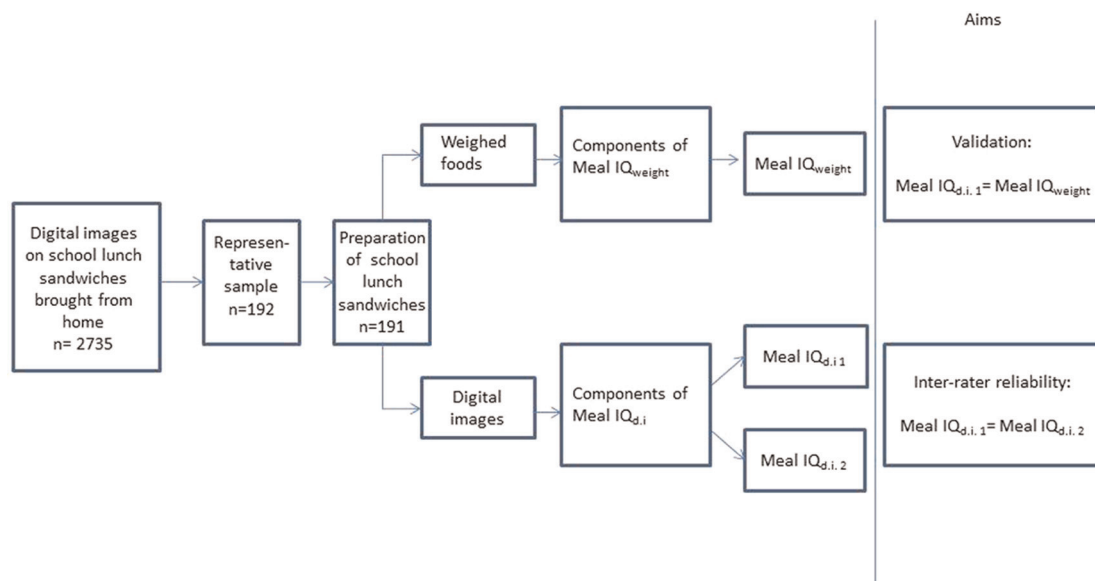 Aims
Digital images
on school lunch
sandwiches
brought from
home
n= 2735
Represen-
tative
sample
n=192
Preparation
of school
lunch
sandwiches
n=191
Weighed
foods
Components of
Meal IQweight
Meal IQweight
Validation:
Meal IQd.i. 1= Meal IQweight
Digital
images
Components of
Meal IQd.i
Meal IQd.i 1
Meal IQd.i. 2
Inter-rater reliability:
Meal IQd.i. 1= Meal IQd.i. 2